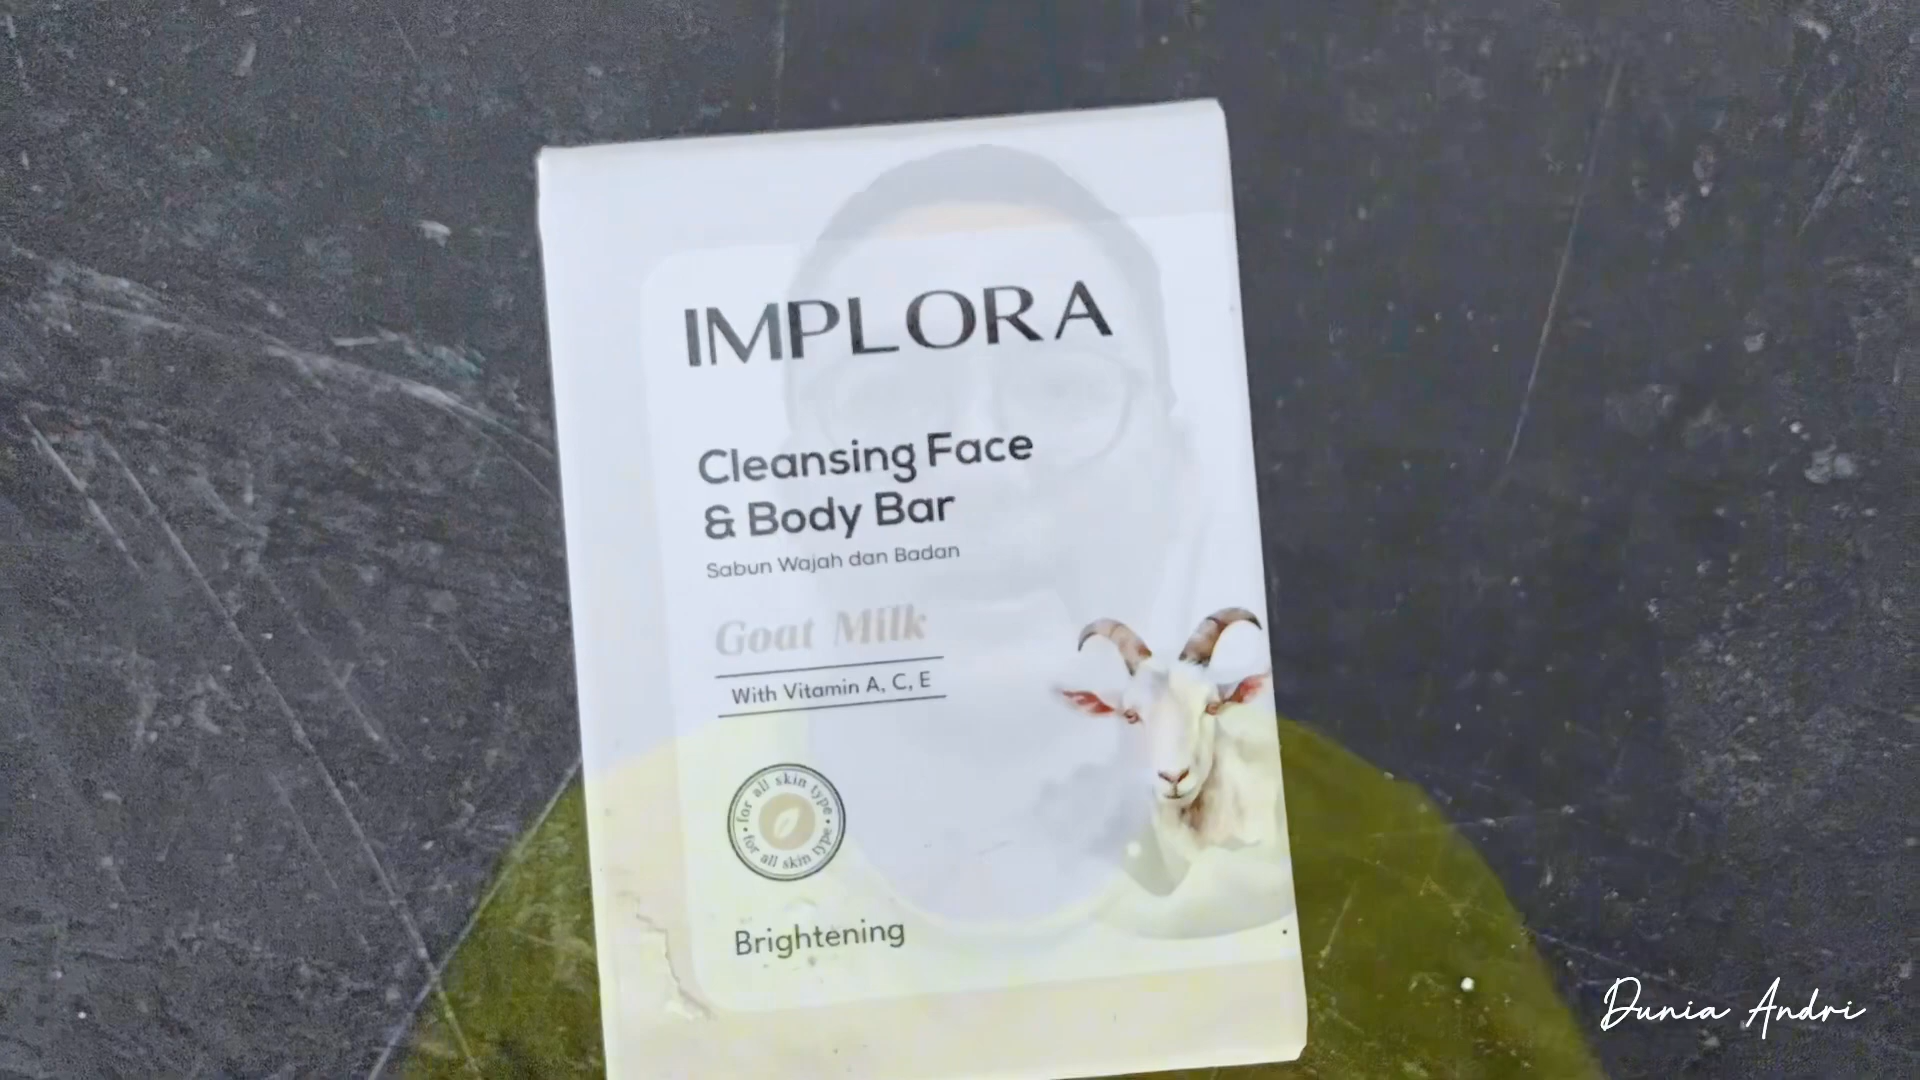 IMPLORA
Cleansing Face
& Body Bar
Sabun Wajah dan Badan
Goat Milk
With Vitamin A, C, E
• for all skin type • for all skin type
Brightening
Dunia Andri